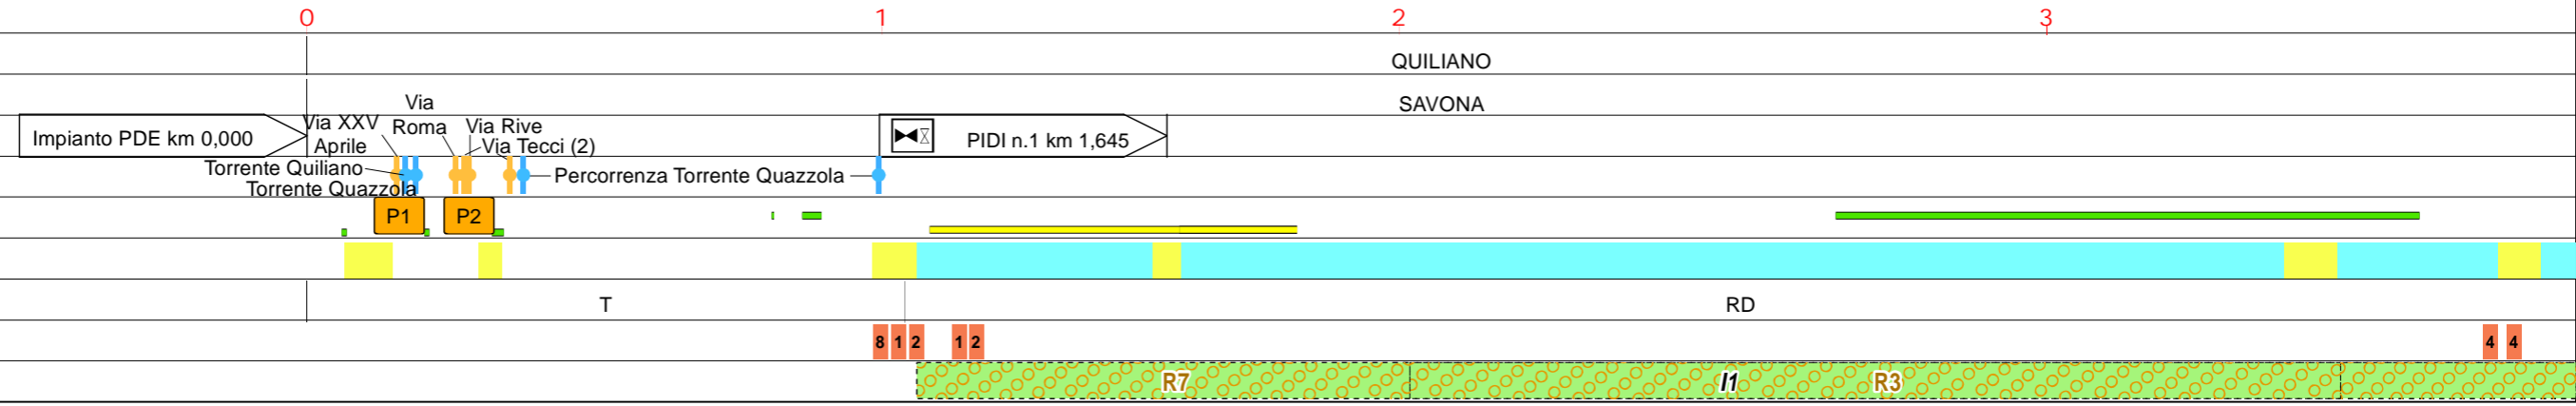 0 1 2 3
QUILIANO
SAVONA
Impianto PDE km 0,000
PIDI n.1 km 1,645
Via XXV
Aprile
Via
Roma
Via Rive
Via Tecci (2)
Torrente Quiliano
Torrente Quazzola
Percorrenza Torrente Quazzola
P1 P2
T RD
8 1 2 1 2 4 4
R7 I1 R3